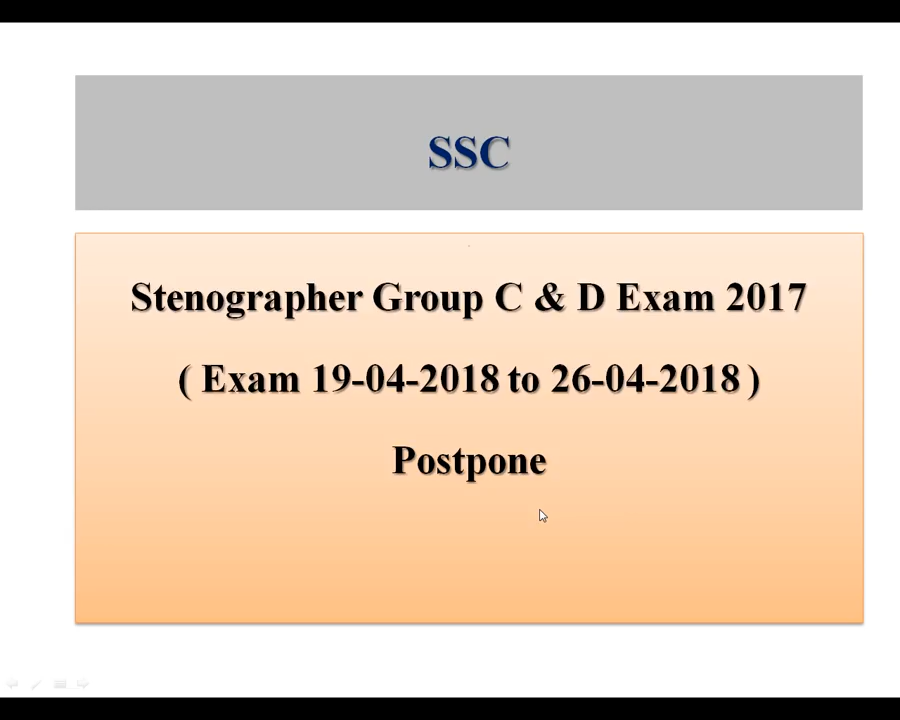 SSC
Stenographer Group C & D Exam 2017
( Exam 19-04-2018 to 26-04-2018 )
Postpone